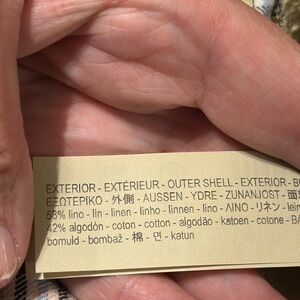 EXTERIOR - EXTÉRIEUR - OUTER SHELL - EXTERIOR -
ΕΞΩΤΕΡΙΚΟ - 外側 - AUSSEN - YDRE - ZUNANJOST -
58% lino - lin - linen - linho - linnen - lino - ΛΙΝΟ - リネン -
42% algodón - coton - cotton - algodão - katoen - cotone -
bomuld - bombaž - 棉 - 면 - katun